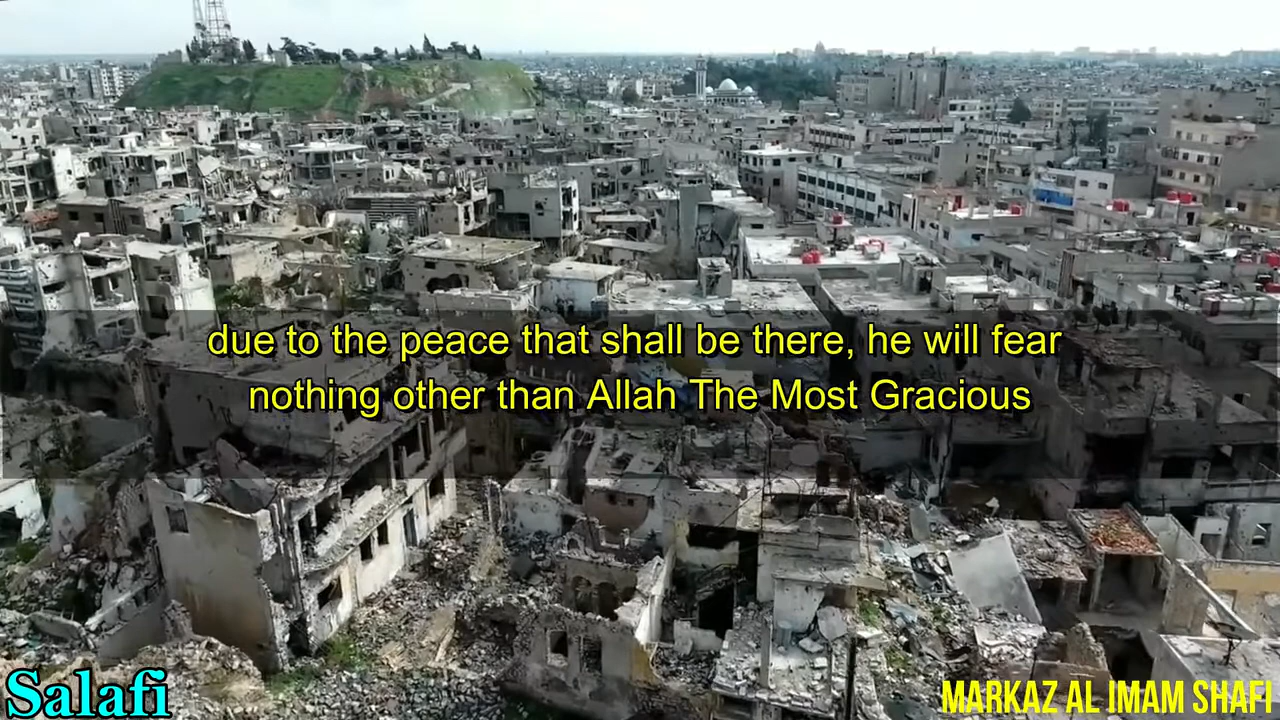 due to the peace that shall be there, he will fear
nothing other than Allah The Most Gracious
Salafi
MARKAZ AL IMAM SHAFI